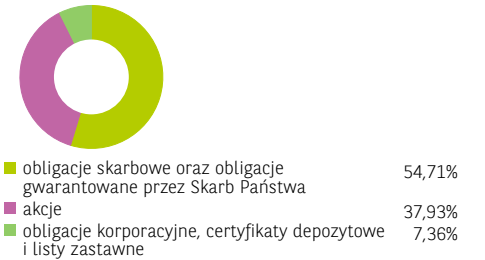 obligacje skarbowe oraz obligacje
gwarantowane przez Skarb Państwa 54,71%
akcje 37,93%
obligacje korporacyjne, certyfikaty depozytowe
i listy zastawne 7,36%